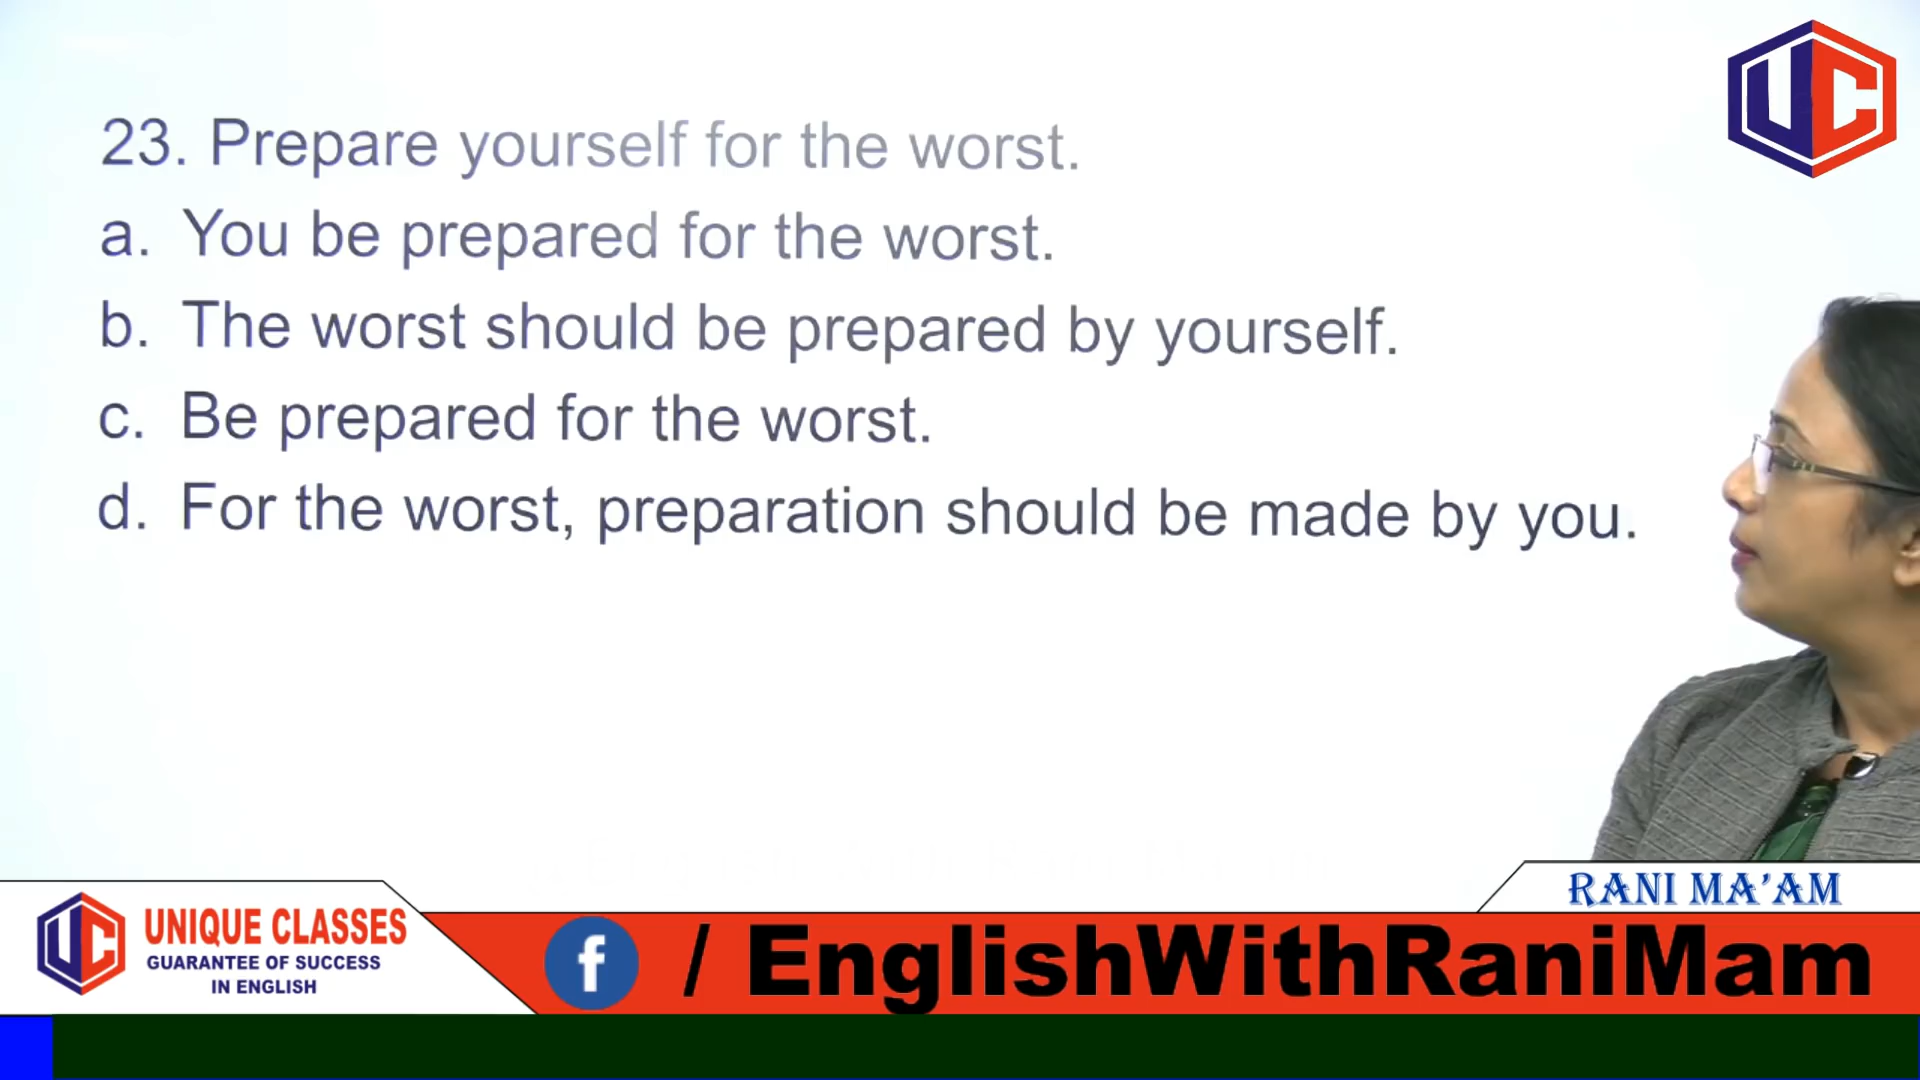 UC
23. Prepare yourself for the worst.
a. You be prepared for the worst.
b. The worst should be prepared by yourself.
c. Be prepared for the worst.
d. For the worst, preparation should be made by you.
RANI MA'AM
UC UNIQUE CLASSES
GUARANTEE OF SUCCESS
IN ENGLISH
f / EnglishWithRaniMam